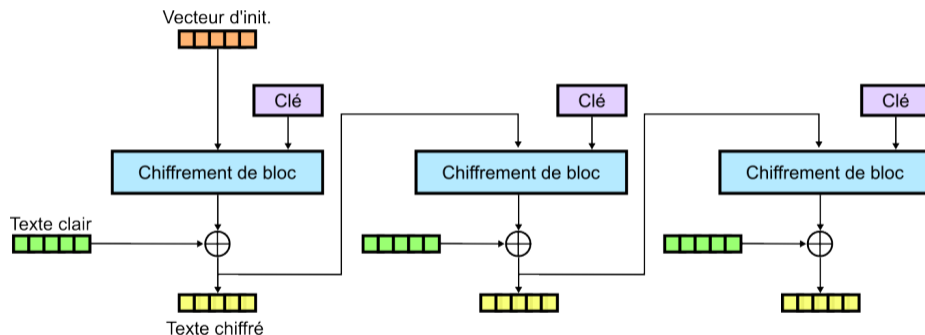 Vecteur d'init.
Clé
Clé
Clé
Chiffrement de bloc
Chiffrement de bloc
Chiffrement de bloc
Texte clair
Texte chiffré